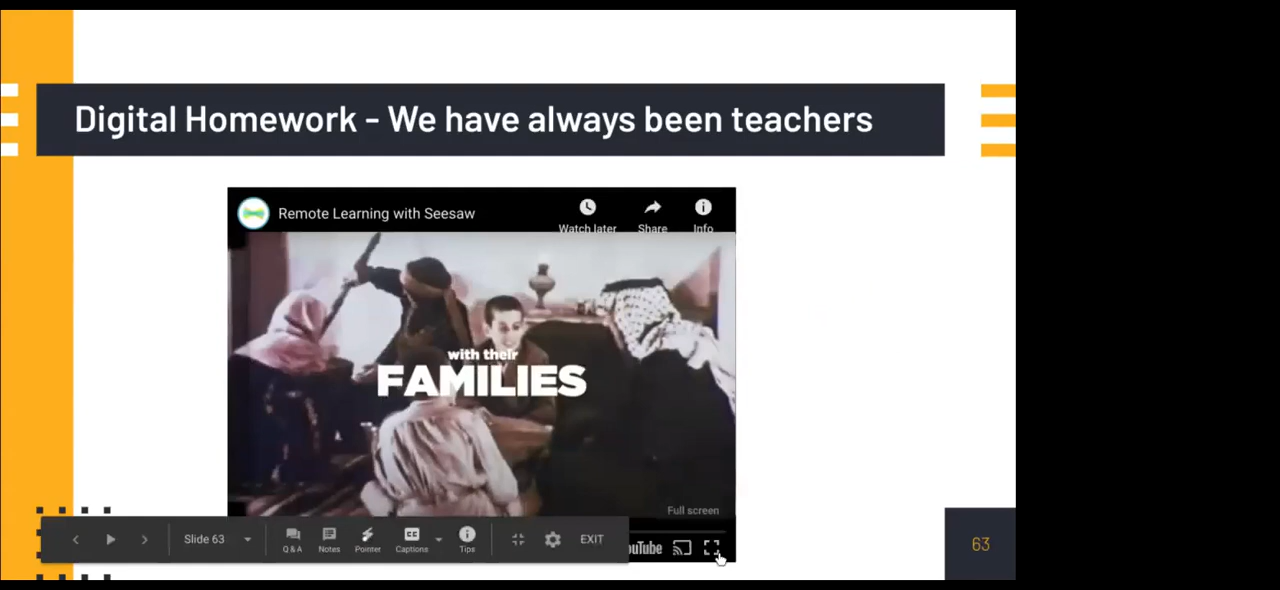 Digital Homework - We have always been teachers
Remote Learning with Seesaw
Watch later Share Info
with their
FAMILIES
Full screen
Slide 63 Q & A Notes Pointer Captions Tips EXIT
63